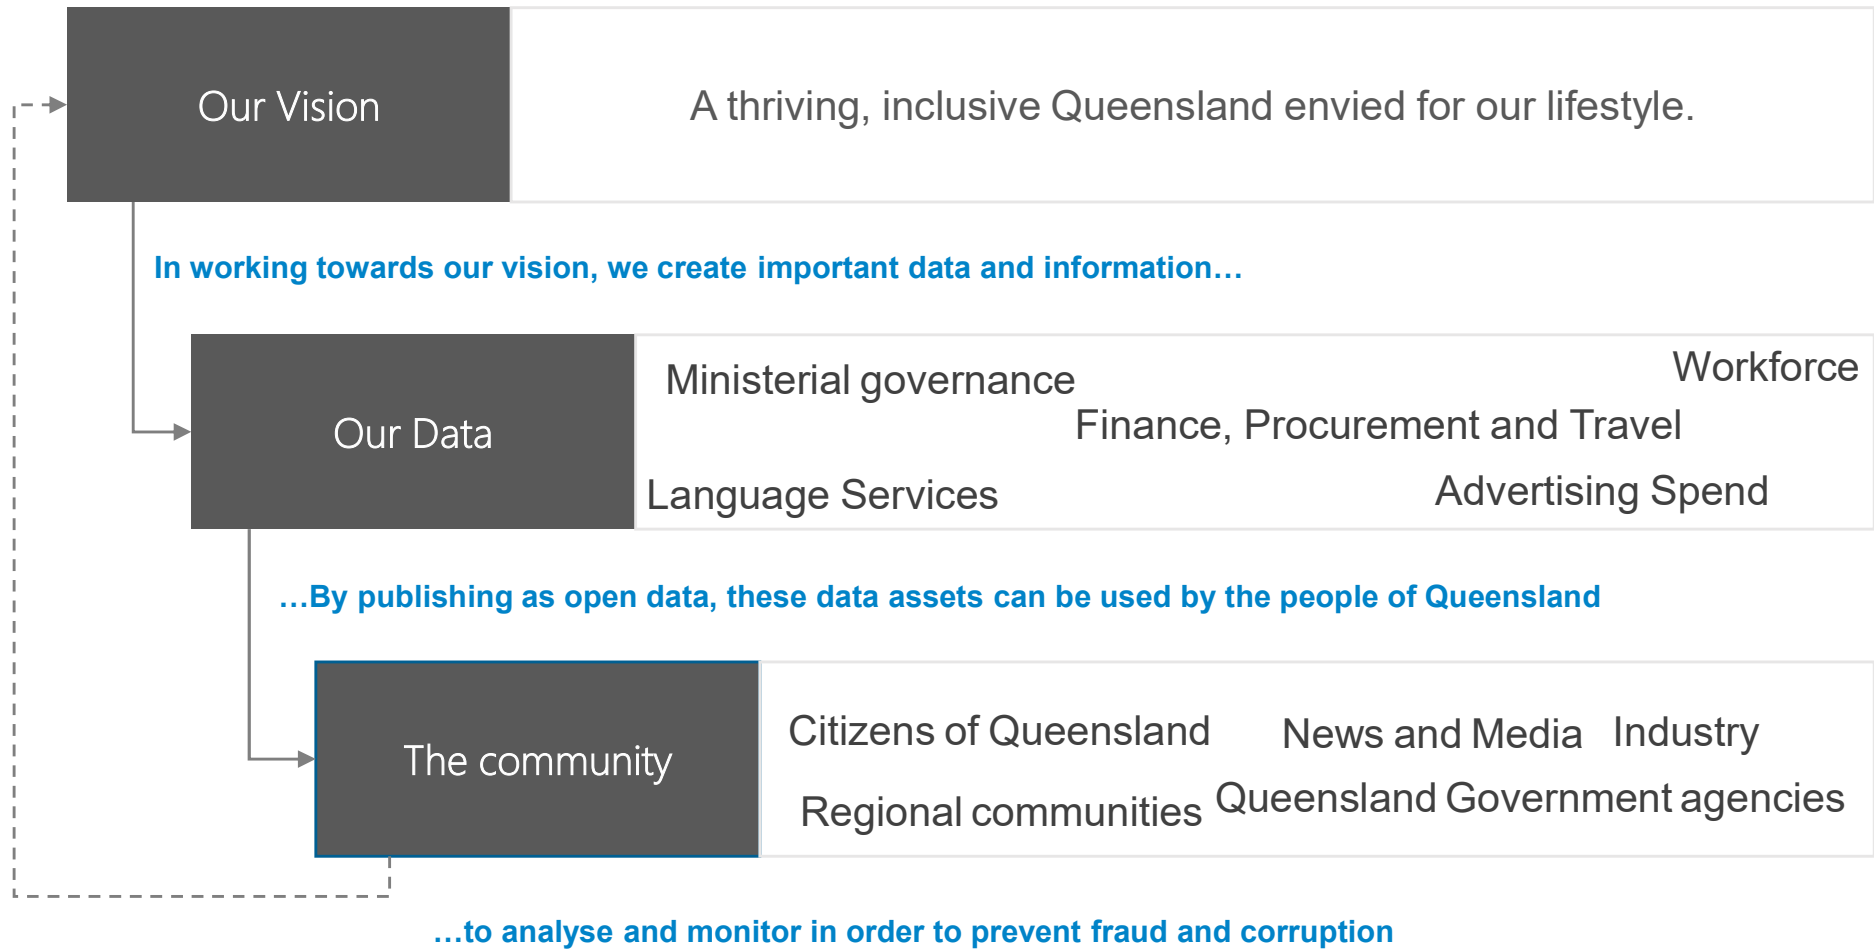 Our Vision
A thriving, inclusive Queensland envied for our lifestyle.
In working towards our vision, we create important data and information…
Our Data
Ministerial governance
Workforce
Finance, Procurement and Travel
Language Services
Advertising Spend
…By publishing as open data, these data assets can be used by the people of Queensland
The community
Citizens of Queensland
News and Media
Industry
Regional communities
Queensland Government agencies
…to analyse and monitor in order to prevent fraud and corruption